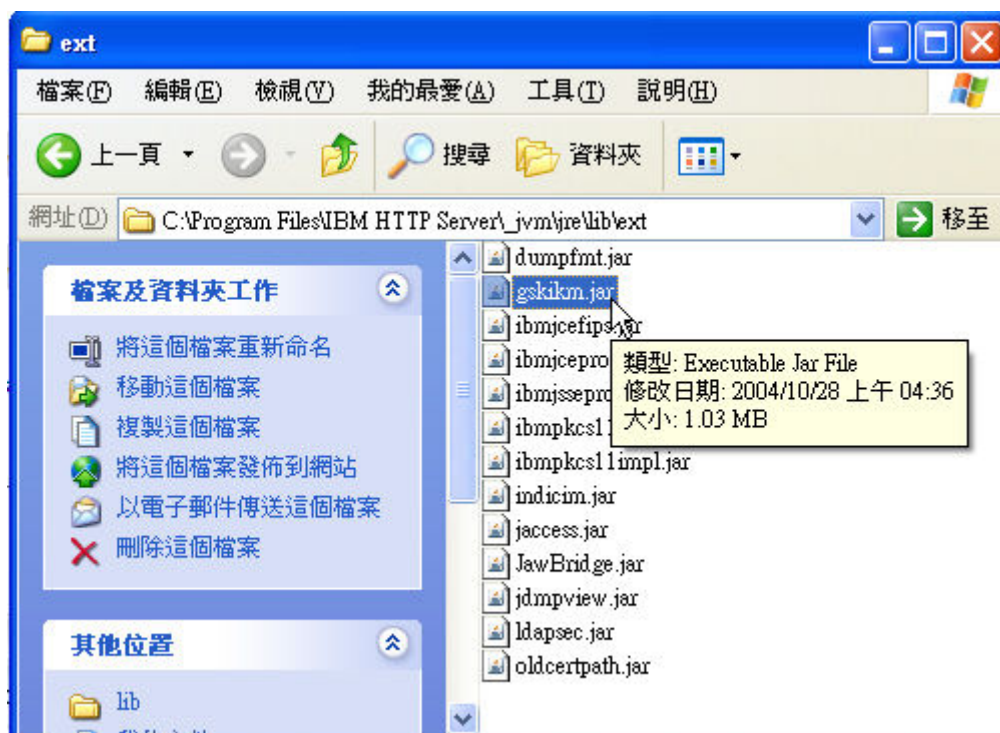 ext
檔案(F) 編輯(E) 檢視(V) 我的最愛(A) 工具(T) 說明(H)
上一頁 搜尋 資料夾
網址(D) C:\Program Files\IBM HTTP Server\_jvm\jre\lib\ext 移至
檔案及資料夾工作
將這個檔案重新命名
移動這個檔案
複製這個檔案
將這個檔案發佈到網站
以電子郵件傳送這個檔案
刪除這個檔案
其他位置
lib
dumpfmt.jar
gskikm.jar
ibmjcefips.jar
ibmjcepro
ibmjssepro
ibmpkcs11
ibmpkcs11impl.jar
indicim.jar
jaccess.jar
JawBridge.jar
jdmpview.jar
ldapsec.jar
oldcertpath.jar
類型: Executable Jar File
修改日期: 2004/10/28 上午 04:36
大小: 1.03 MB